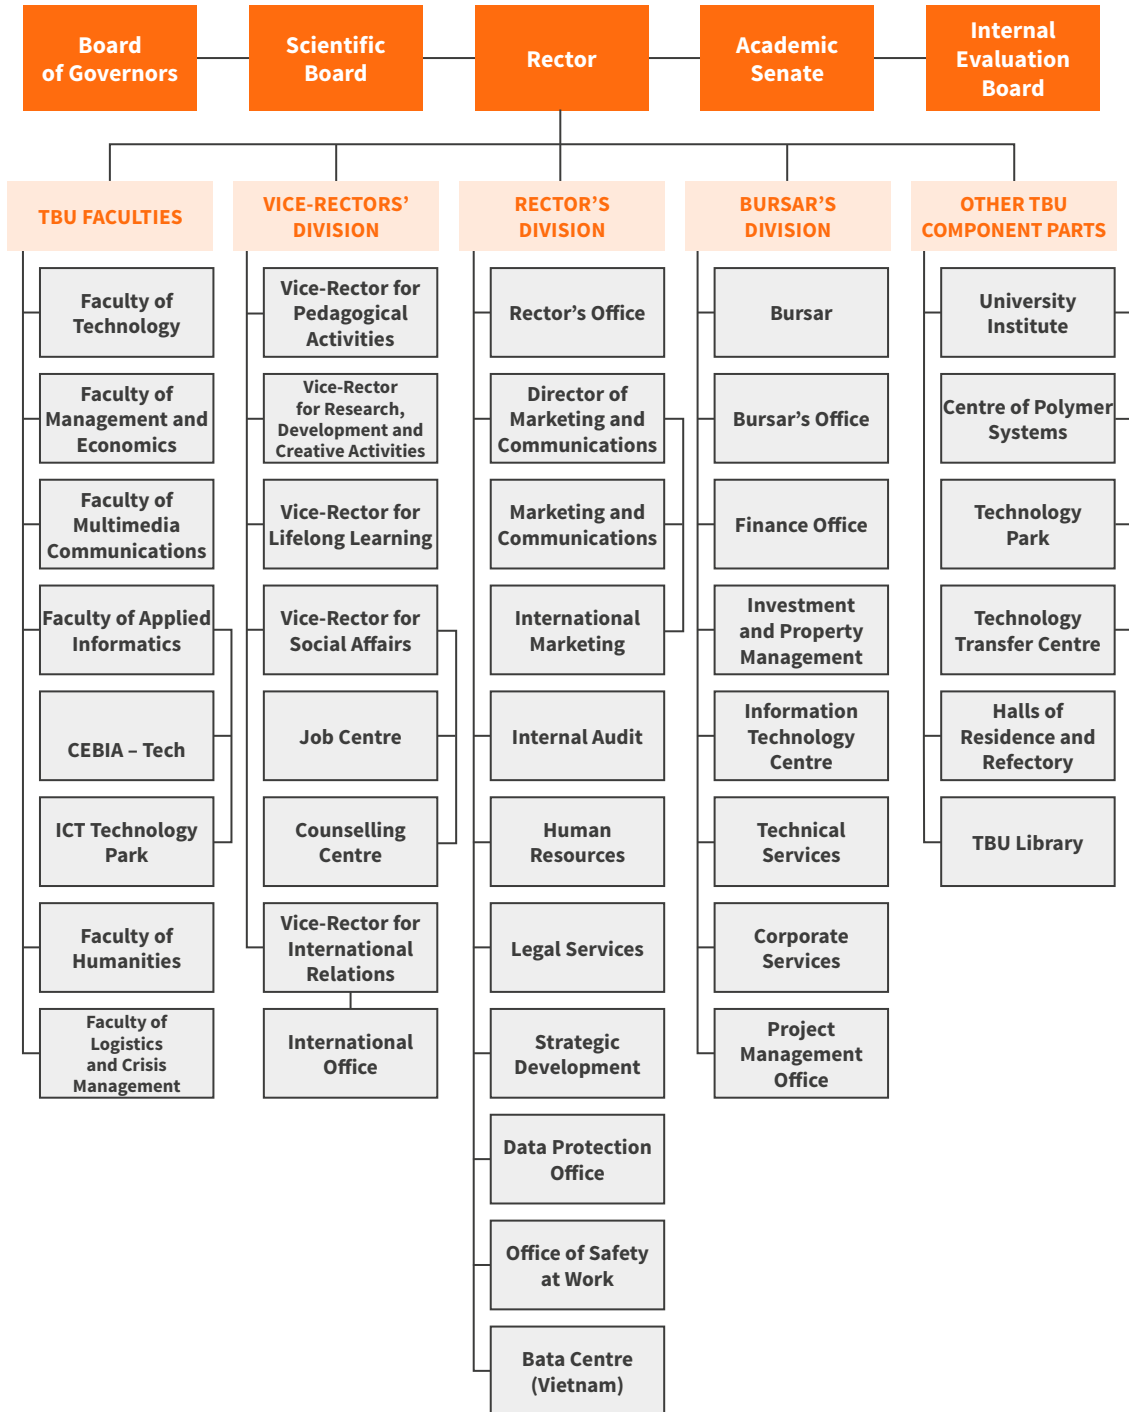 Board
of Governors
Scientific
Board
Rector
Academic
Senate
Internal
Evaluation
Board
TBU FACULTIES
Faculty of
Technology
Faculty of
Management and
Economics
Faculty of
Multimedia
Communications
Faculty of Applied
Informatics
CEBIA – Tech
ICT Technology
Park
Faculty of
Humanities
Faculty of
Logistics
and Crisis
Management
VICE-RECTORS’
DIVISION
Vice-Rector for
Pedagogical
Activities
Vice-Rector
for Research,
Development and
Creative Activities
Vice-Rector for
Lifelong Learning
Vice-Rector for
Social Affairs
Job Centre
Counselling
Centre
Vice-Rector for
International
Relations
International
Office
RECTOR’S
DIVISION
Rector’s Office
Director of
Marketing and
Communications
Marketing and
Communications
International
Marketing
Internal Audit
Human
Resources
Legal Services
Strategic
Development
Data Protection
Office
Office of Safety
at Work
Bata Centre
(Vietnam)
BURSAR’S
DIVISION
Bursar
Bursar’s Office
Finance Office
Investment
and Property
Management
Information
Technology
Centre
Technical
Services
Corporate
Services
Project
Management
Office
OTHER TBU
COMPONENT PARTS
University
Institute
Centre of Polymer
Systems
Technology
Park
Technology
Transfer Centre
Halls of
Residence and
Refectory
TBU Library